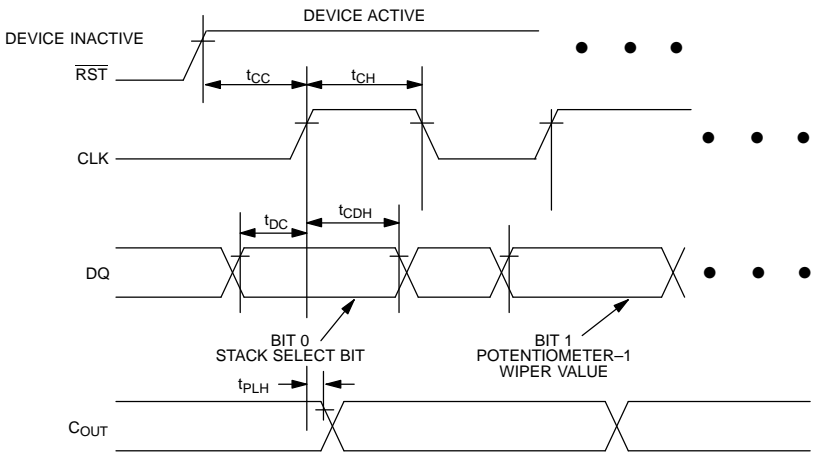 DEVICE ACTIVE
DEVICE INACTIVE
RST
tCC
tCH
CLK
tDC
tCDH
DQ
BIT 0
STACK SELECT BIT
BIT 1
POTENTIOMETER–1
WIPER VALUE
tPLH
COUT